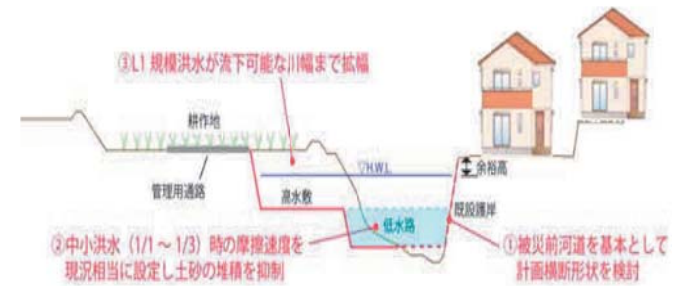 ③L1 規模洪水が流下可能な川幅まで拡幅
耕作地
▽H.W.L.
余裕高
管理用通路
高水敷
既設護岸
低水路
②中小洪水（1/1～1/3）時の摩擦速度を
現況相当に設定し土砂の堆積を抑制
①被災前河道を基本として
計画横断形状を検討